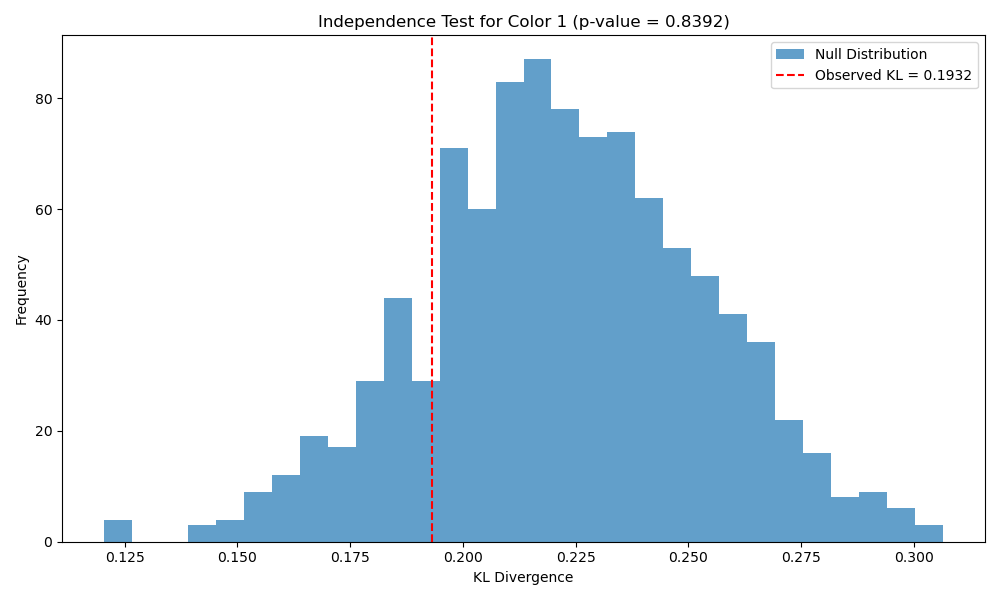 Independence Test for Color 1 (p-value = 0.8392)
Null Distribution
Observed KL = 0.1932
Frequency
80
60
40
20
0
0.125 0.150 0.175 0.200 0.225 0.250 0.275 0.300
KL Divergence